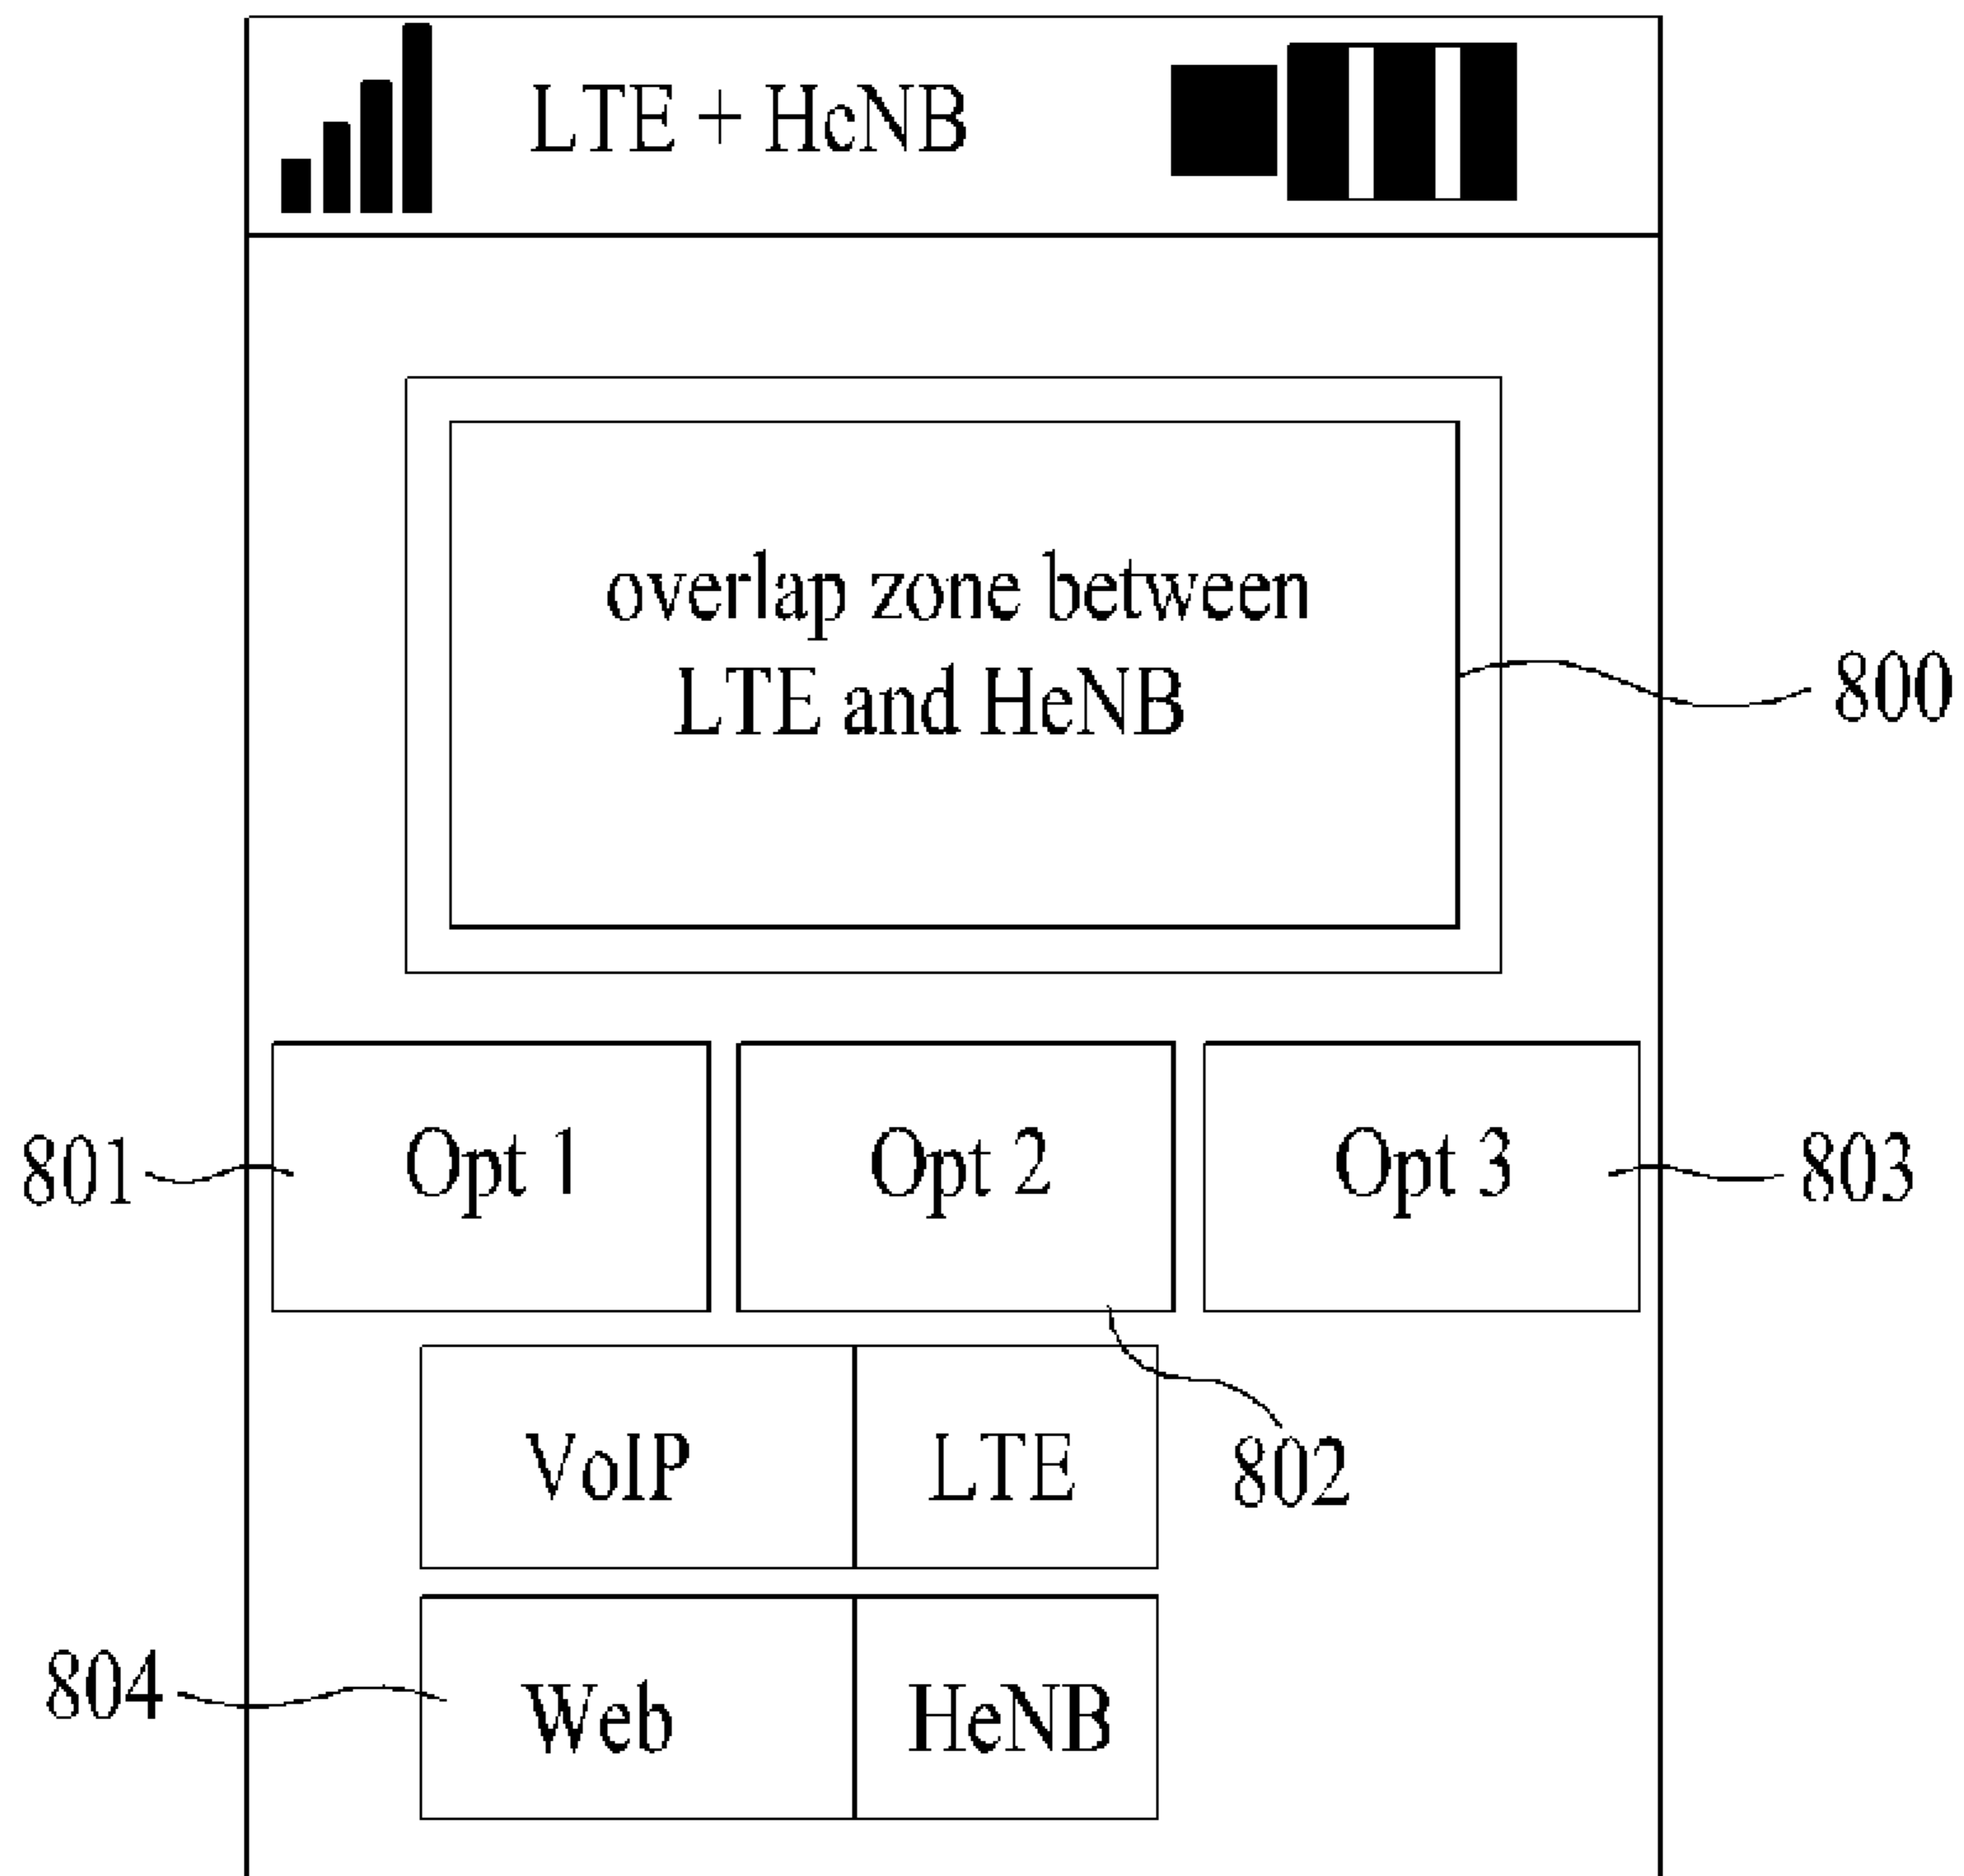 LTE + HcNB
overlap zone between
LTE and HeNB
800
801
Opt 1
Opt 2
Opt 3
803
VoIP
LTE
802
804
Web
HeNB